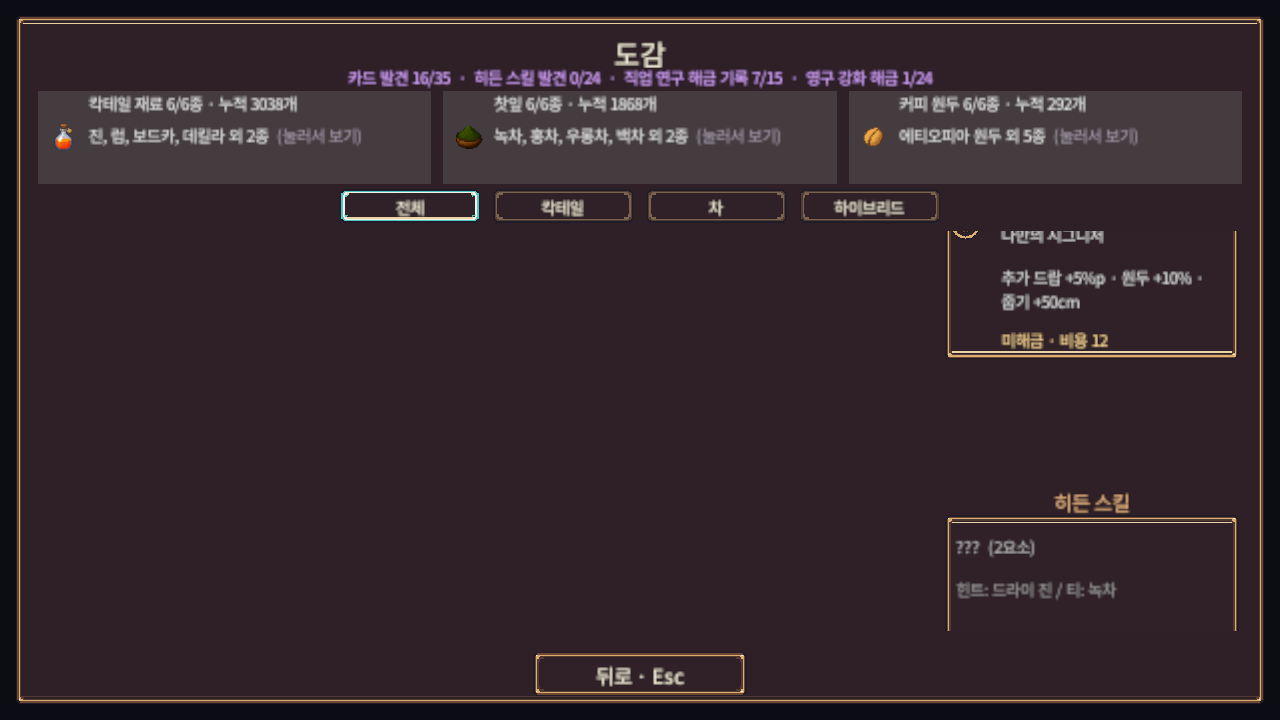 도감
카드 발견 16/35 · 히든 스킬 발견 0/24 · 직업 연구 해금 기록 7/15 · 영구 강화 해금 1/24
칵테일 재료 6/6종 · 누적 3038개
진, 럼, 보드카, 데킬라 외 2종 (눌러서 보기)
찻잎 6/6종 · 누적 1868개
녹차, 홍차, 우롱차, 백차 외 2종 (눌러서 보기)
커피 원두 6/6종 · 누적 292개
에티오피아 원두 외 5종 (눌러서 보기)
전체
칵테일
차
하이브리드
나만의 시그니처
추가 드랍 +5%p · 원두 +10% ·
줍기 +50cm
미해금 · 비용 12
히든 스킬
??? (2요소)
힌트: 드라이 진 / 티: 녹차
뒤로 · Esc